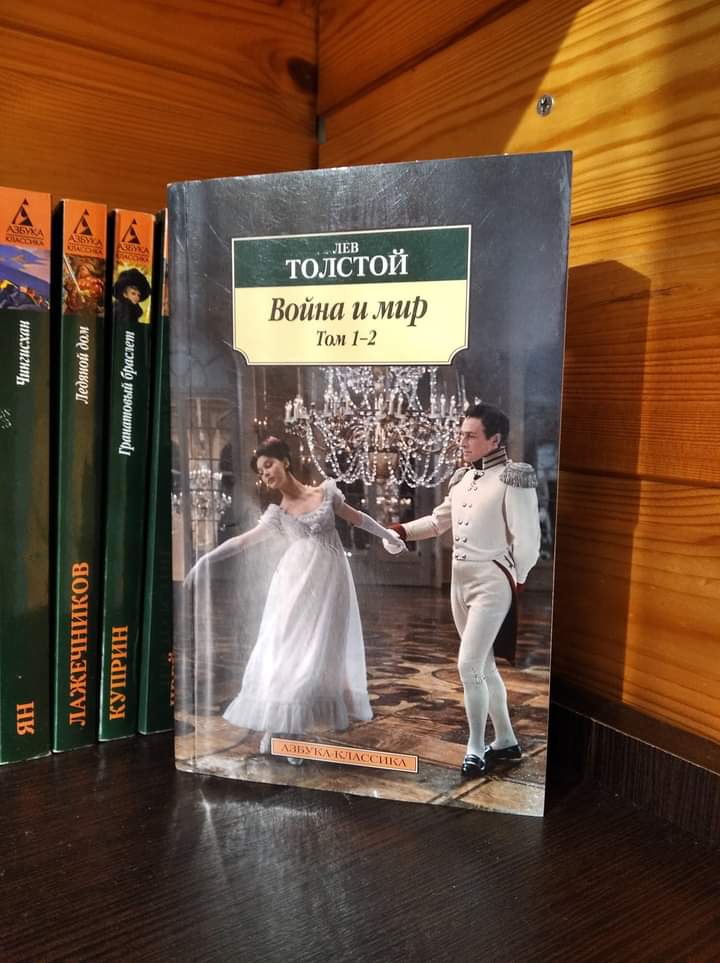 ЛЕВ
ТОЛСТОЙ
Война и мир
Том 1–2
АЗБУКА-КЛАССИКА
АЗБУКА
КЛАССИКА
Чингисхан
ЯН
АЗБУКА
КЛАССИКА
Ледяной дом
ЛАЖЕЧНИКОВ
АЗБУКА
КЛАССИКА
Гранатовый браслет
КУПРИН